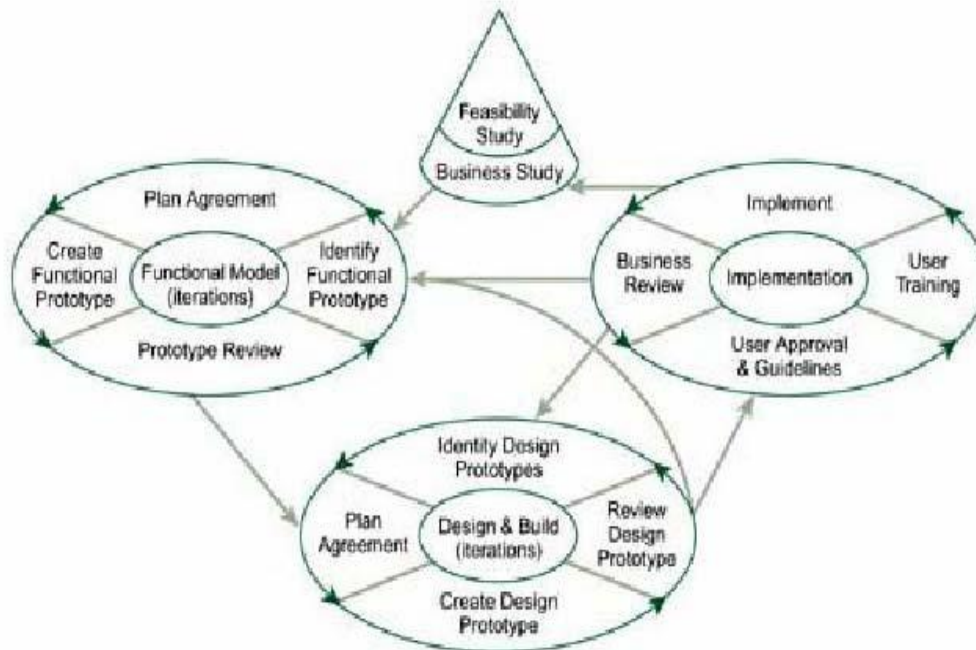 Feasibility
Study
Business Study
Plan Agreement
Create
Functional
Prototype
Functional Model
(iterations)
Identify
Functional
Prototype
Prototype Review
Implement
Business
Review
Implementation
User
Training
User Approval
& Guidelines
Identity Design
Prototypes
Plan
Agreement
Design & Build
(iterations)
Review
Design
Prototype
Create Design
Prototype